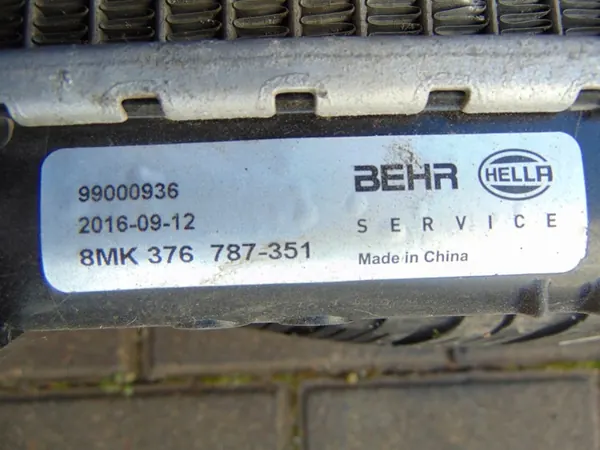 99000936
2016-09-12
8MK 376 787-351
BEHR HELLA
SERVICE
Made in China